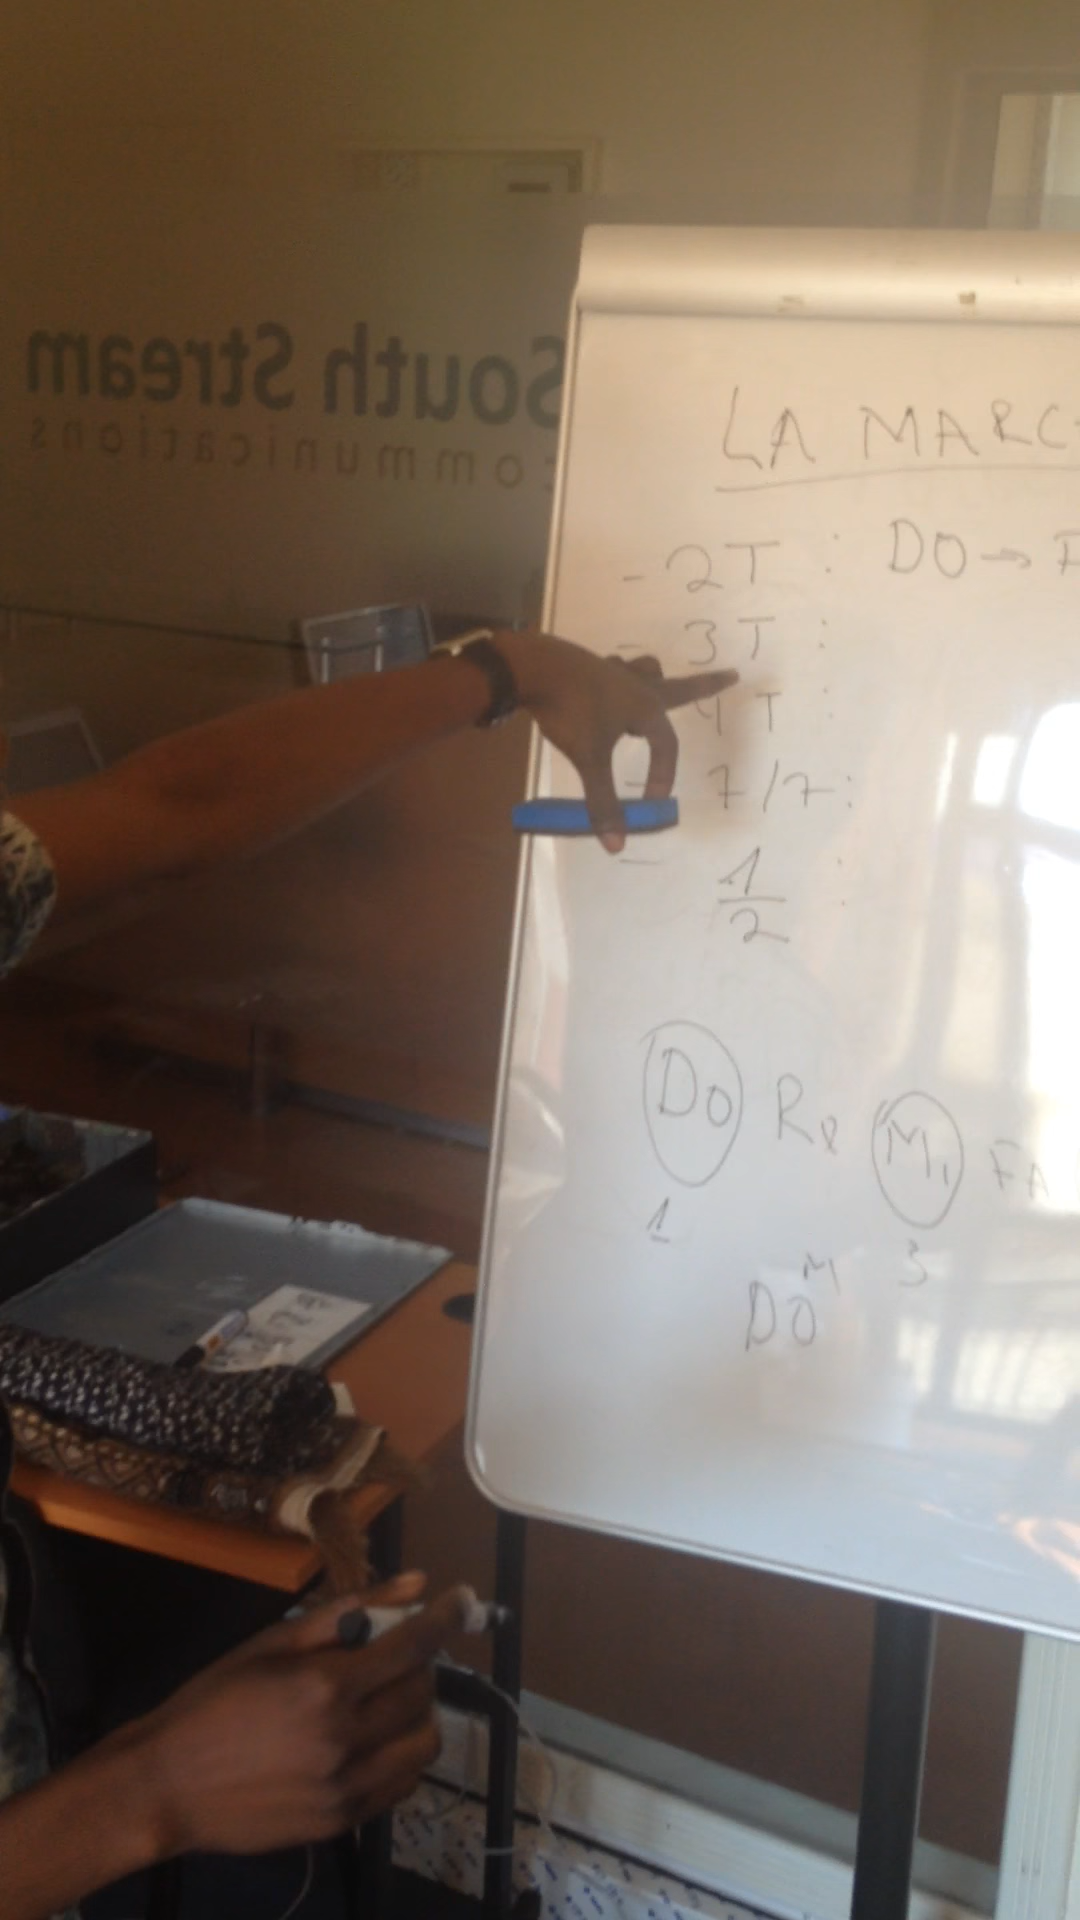 South Stream
communications
LA MARC
- 2T : DO →
- 3T :
4T :
- 7/7 :
- 1/2 :
DO Re Mi FA
1 3
DO M